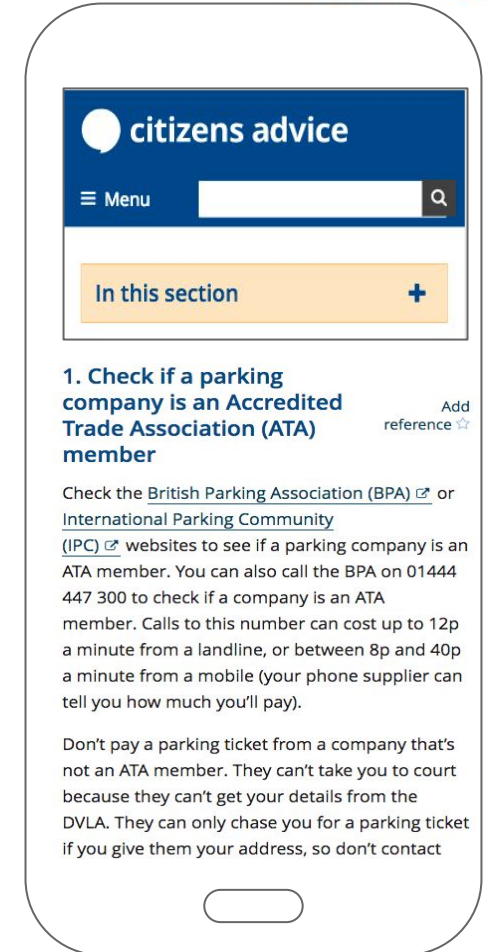 citizens advice
Menu
In this section
1. Check if a parking
company is an Accredited
Trade Association (ATA)
member
Add
reference
Check the British Parking Association (BPA) or
International Parking Community
(IPC) websites to see if a parking company is an
ATA member. You can also call the BPA on 01444
447 300 to check if a company is an ATA
member. Calls to this number can cost up to 12p
a minute from a landline, or between 8p and 40p
a minute from a mobile (your phone supplier can
tell you how much you’ll pay).
Don’t pay a parking ticket from a company that’s
not an ATA member. They can’t take you to court
because they can’t get your details from the
DVLA. They can only chase you for a parking ticket
if you give them your address, so don’t contact